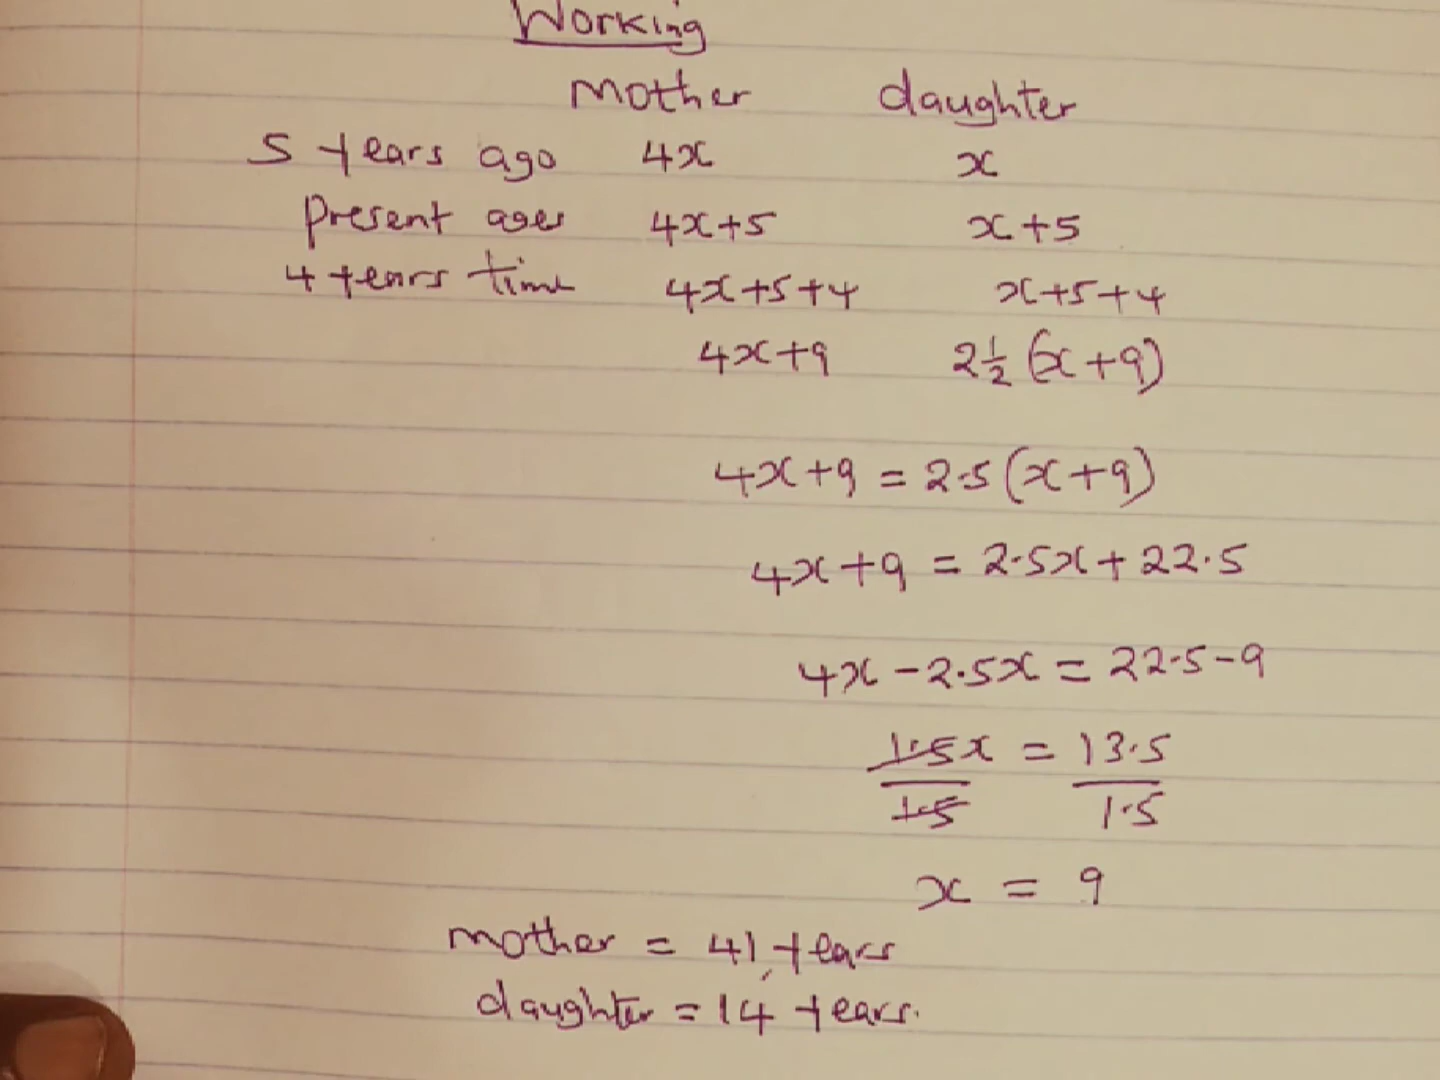 Working
mother daughter
5 years ago 4x x
Present ages 4x+5 x+5
4 years time 4x+5+4 x+5+4
4x+9 2½(x+9)
4x+9 = 2.5(x+9)
4x+9 = 2.5x+22.5
4x-2.5x = 22.5-9
1.5x/1.5 = 13.5/1.5
x = 9
mother = 41 years
daughter = 14 years.